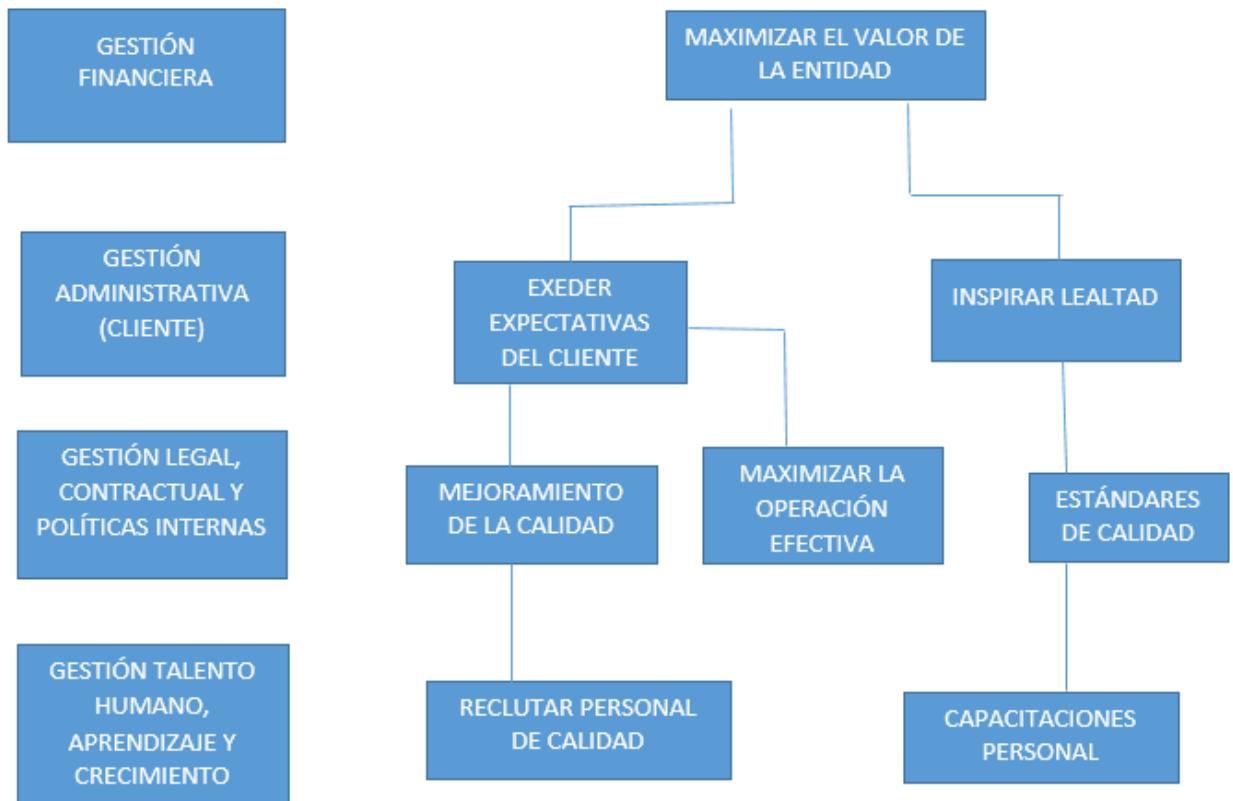 GESTIÓN
FINANCIERA
MAXIMIZAR EL VALOR DE
LA ENTIDAD
GESTIÓN
ADMINISTRATIVA
(CLIENTE)
EXEDER
EXPECTATIVAS
DEL CLIENTE
INSPIRAR LEALTAD
GESTIÓN LEGAL,
CONTRACTUAL Y
POLÍTICAS INTERNAS
MEJORAMIENTO
DE LA CALIDAD
MAXIMIZAR LA
OPERACIÓN
EFECTIVA
ESTÁNDARES
DE CALIDAD
GESTIÓN TALENTO
HUMANO,
APRENDIZAJE Y
CRECIMIENTO
RECLUTAR PERSONAL
DE CALIDAD
CAPACITACIONES
PERSONAL